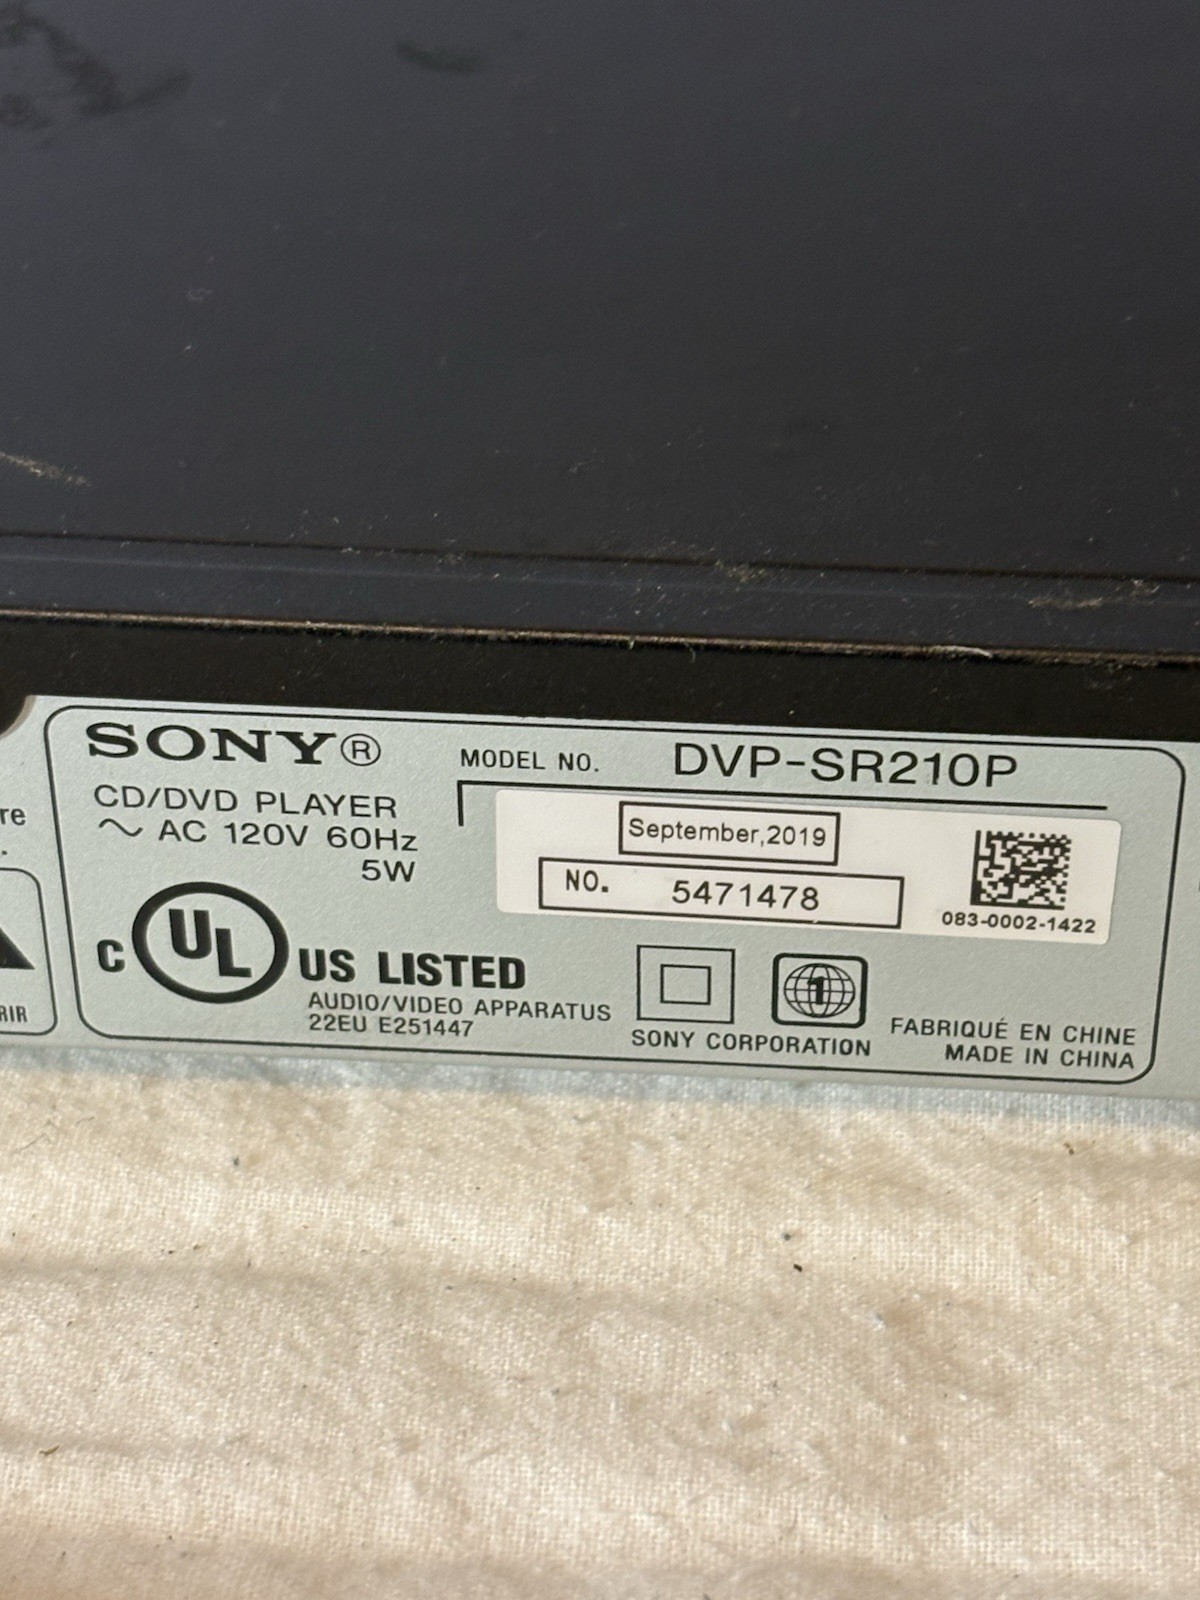 SONY®
MODEL NO. DVP-SR210P
CD/DVD PLAYER
~ AC 120V 60Hz
5W
September,2019
NO. 5471478
083-0002-1422
C UL US LISTED
AUDIO/VIDEO APPARATUS
22EU E251447
1
SONY CORPORATION
FABRIQUÉ EN CHINE
MADE IN CHINA